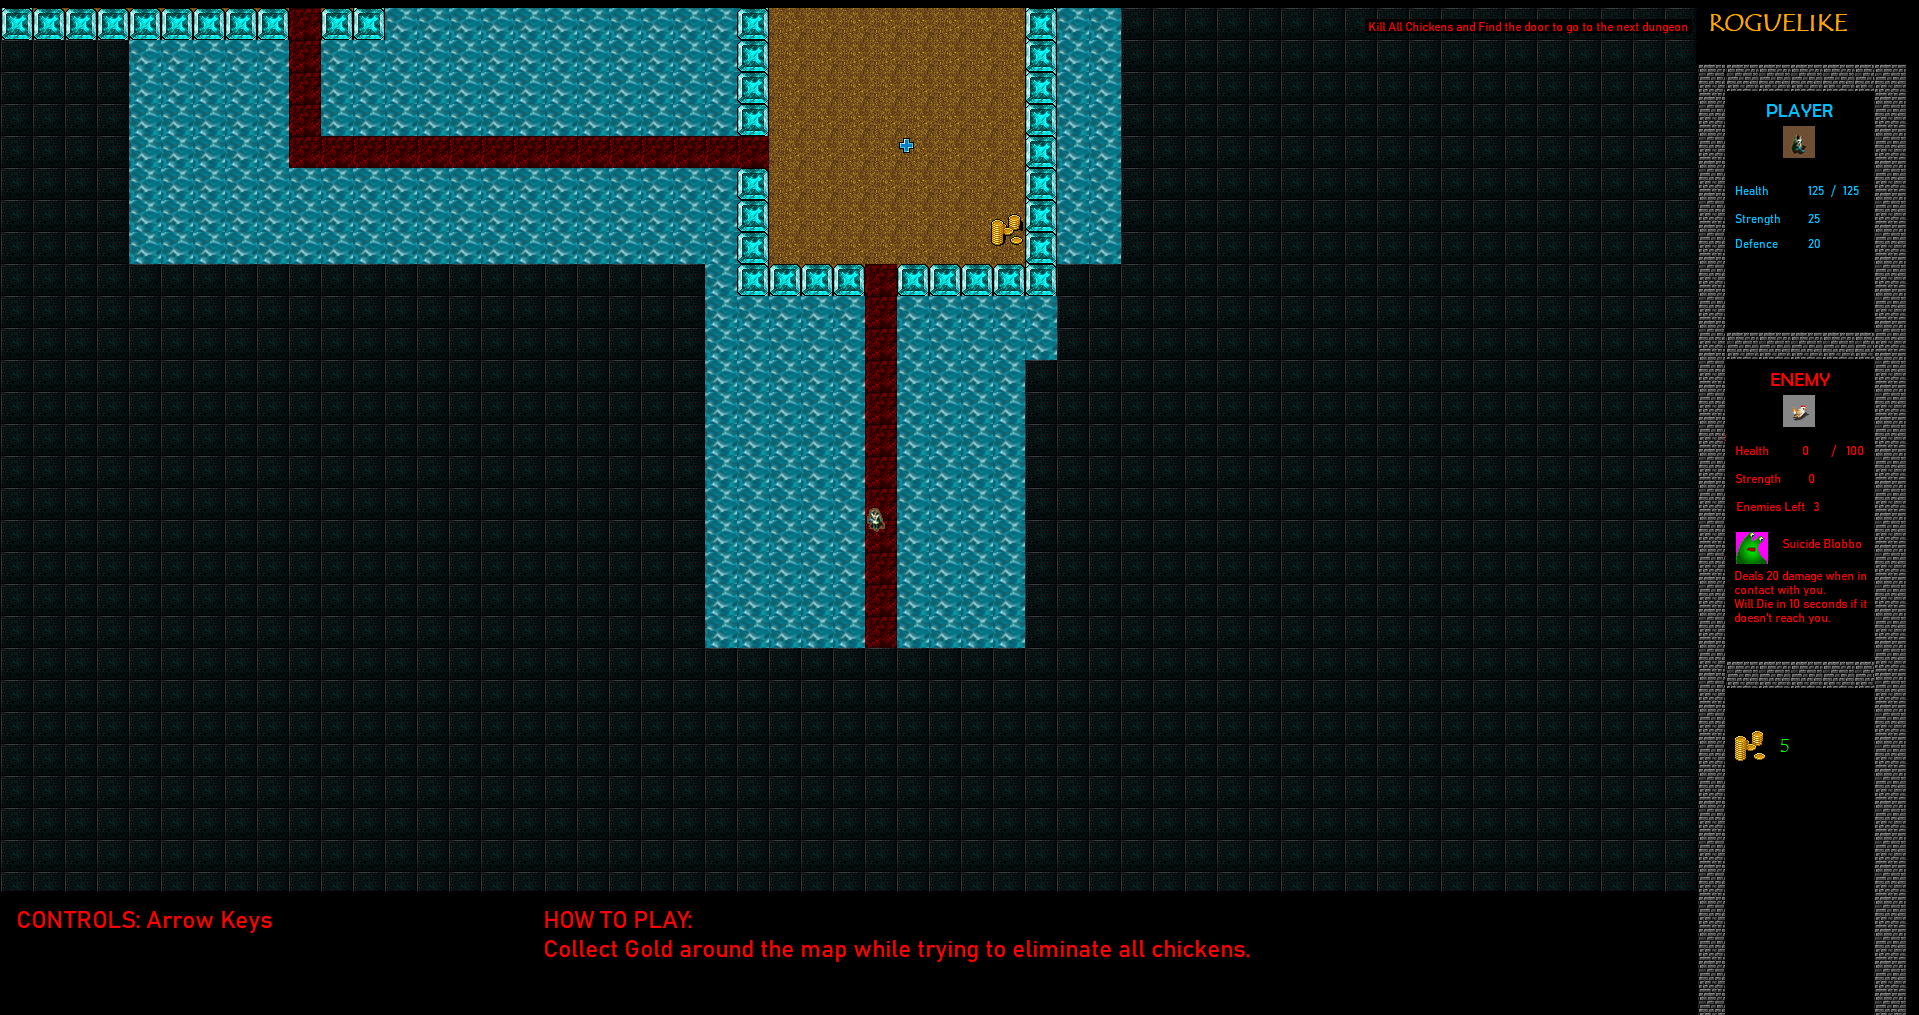 Kill All Chickens and Find the door to go to the next dungeon
ROGUELIKE
PLAYER
Health 125 / 125
Strength 25
Defence 20
ENEMY
Health 0 / 100
Strength 0
Enemies Left 3
Suicide Blobbo
Deals 20 damage when in
contact with you.
Will Die in 10 seconds if it
doesn't reach you.
5
CONTROLS: Arrow Keys
HOW TO PLAY:
Collect Gold around the map while trying to eliminate all chickens.